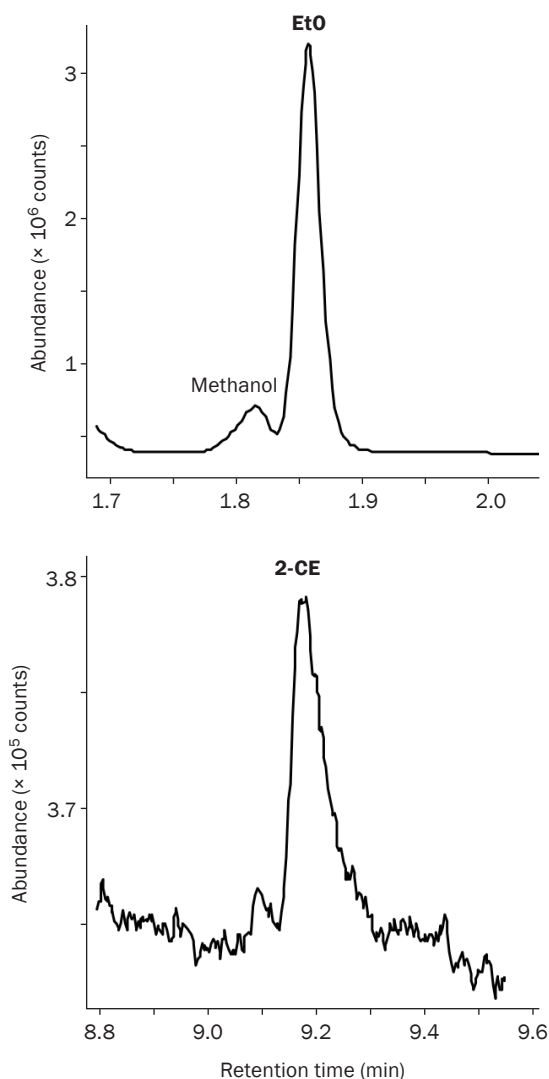 EtO
Abundance (× 10⁶ counts)
3
2
1
Methanol
1.7 1.8 1.9 2.0
2-CE
Abundance (× 10⁵ counts)
3.8
3.7
8.8 9.0 9.2 9.4 9.6
Retention time (min)